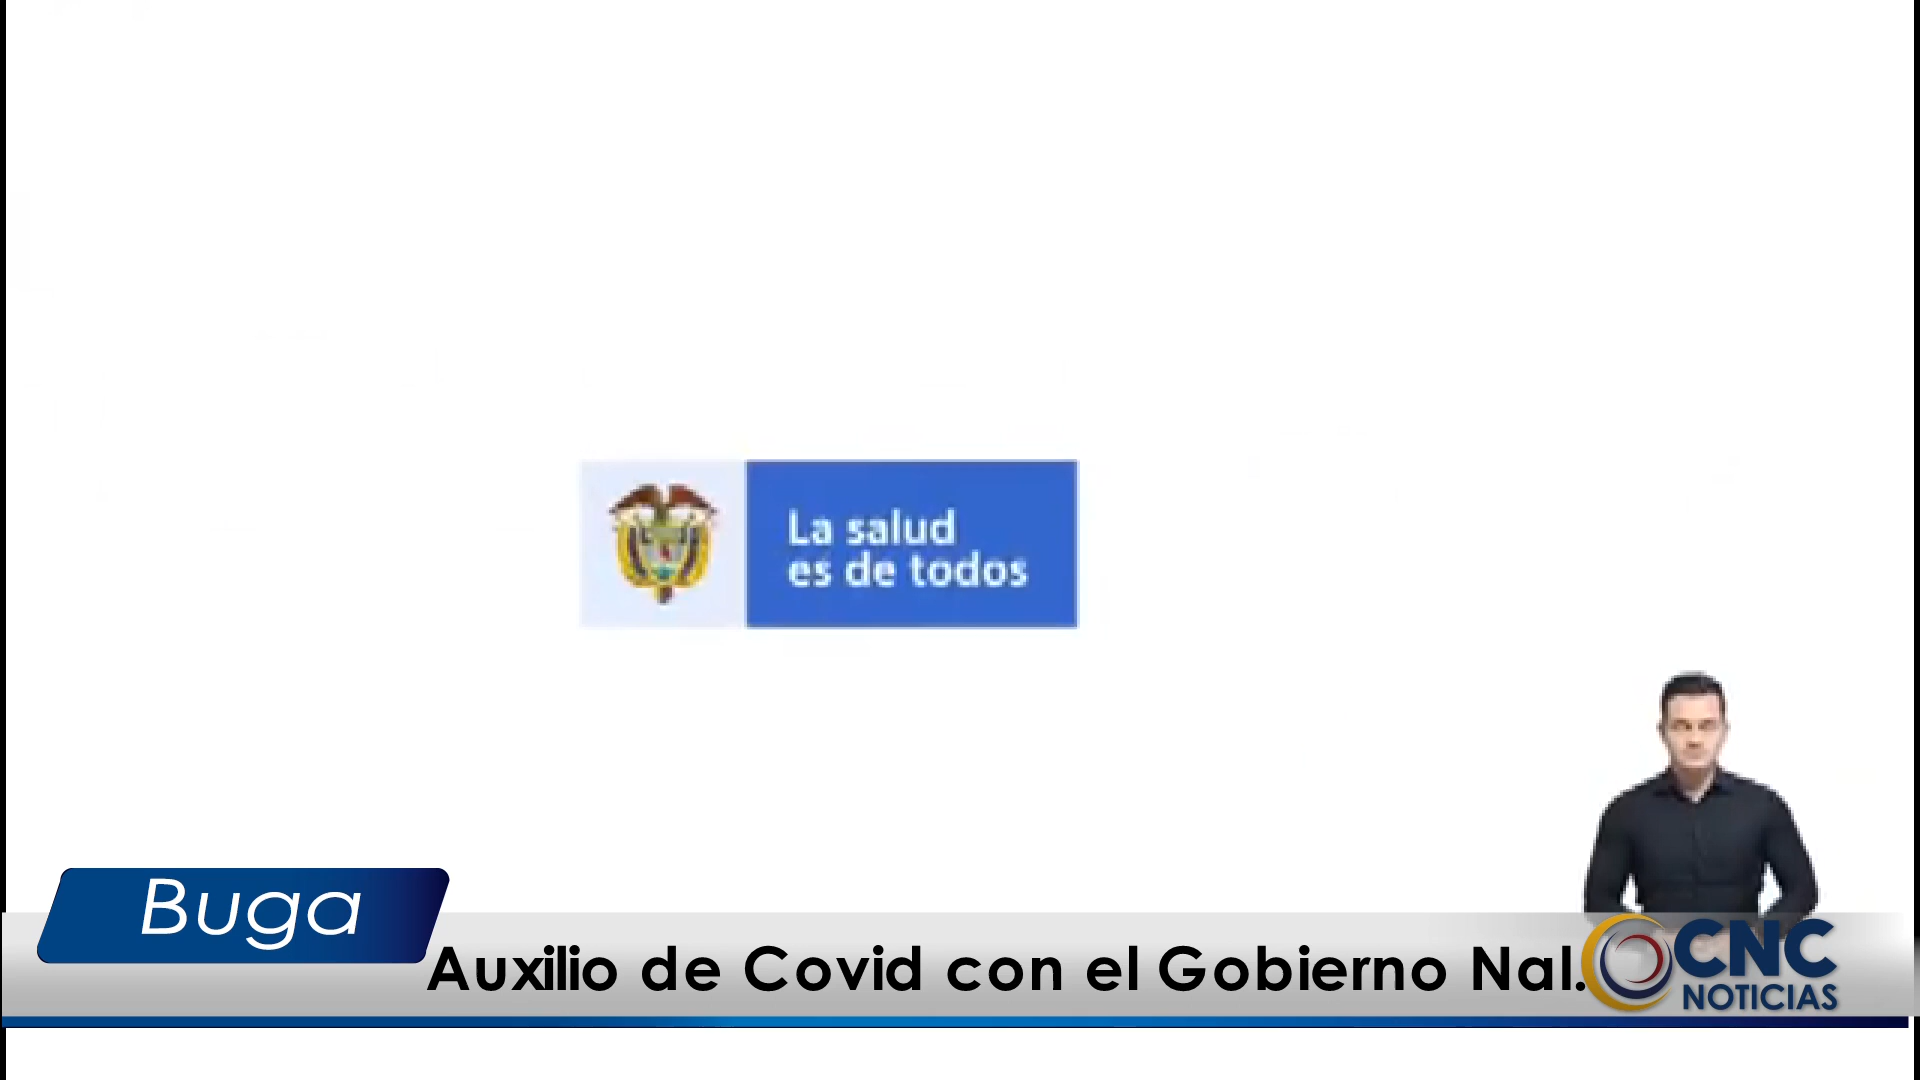 La salud
es de todos
Buga
Auxilio de Covid con el Gobierno Nal.
CNC
NOTICIAS